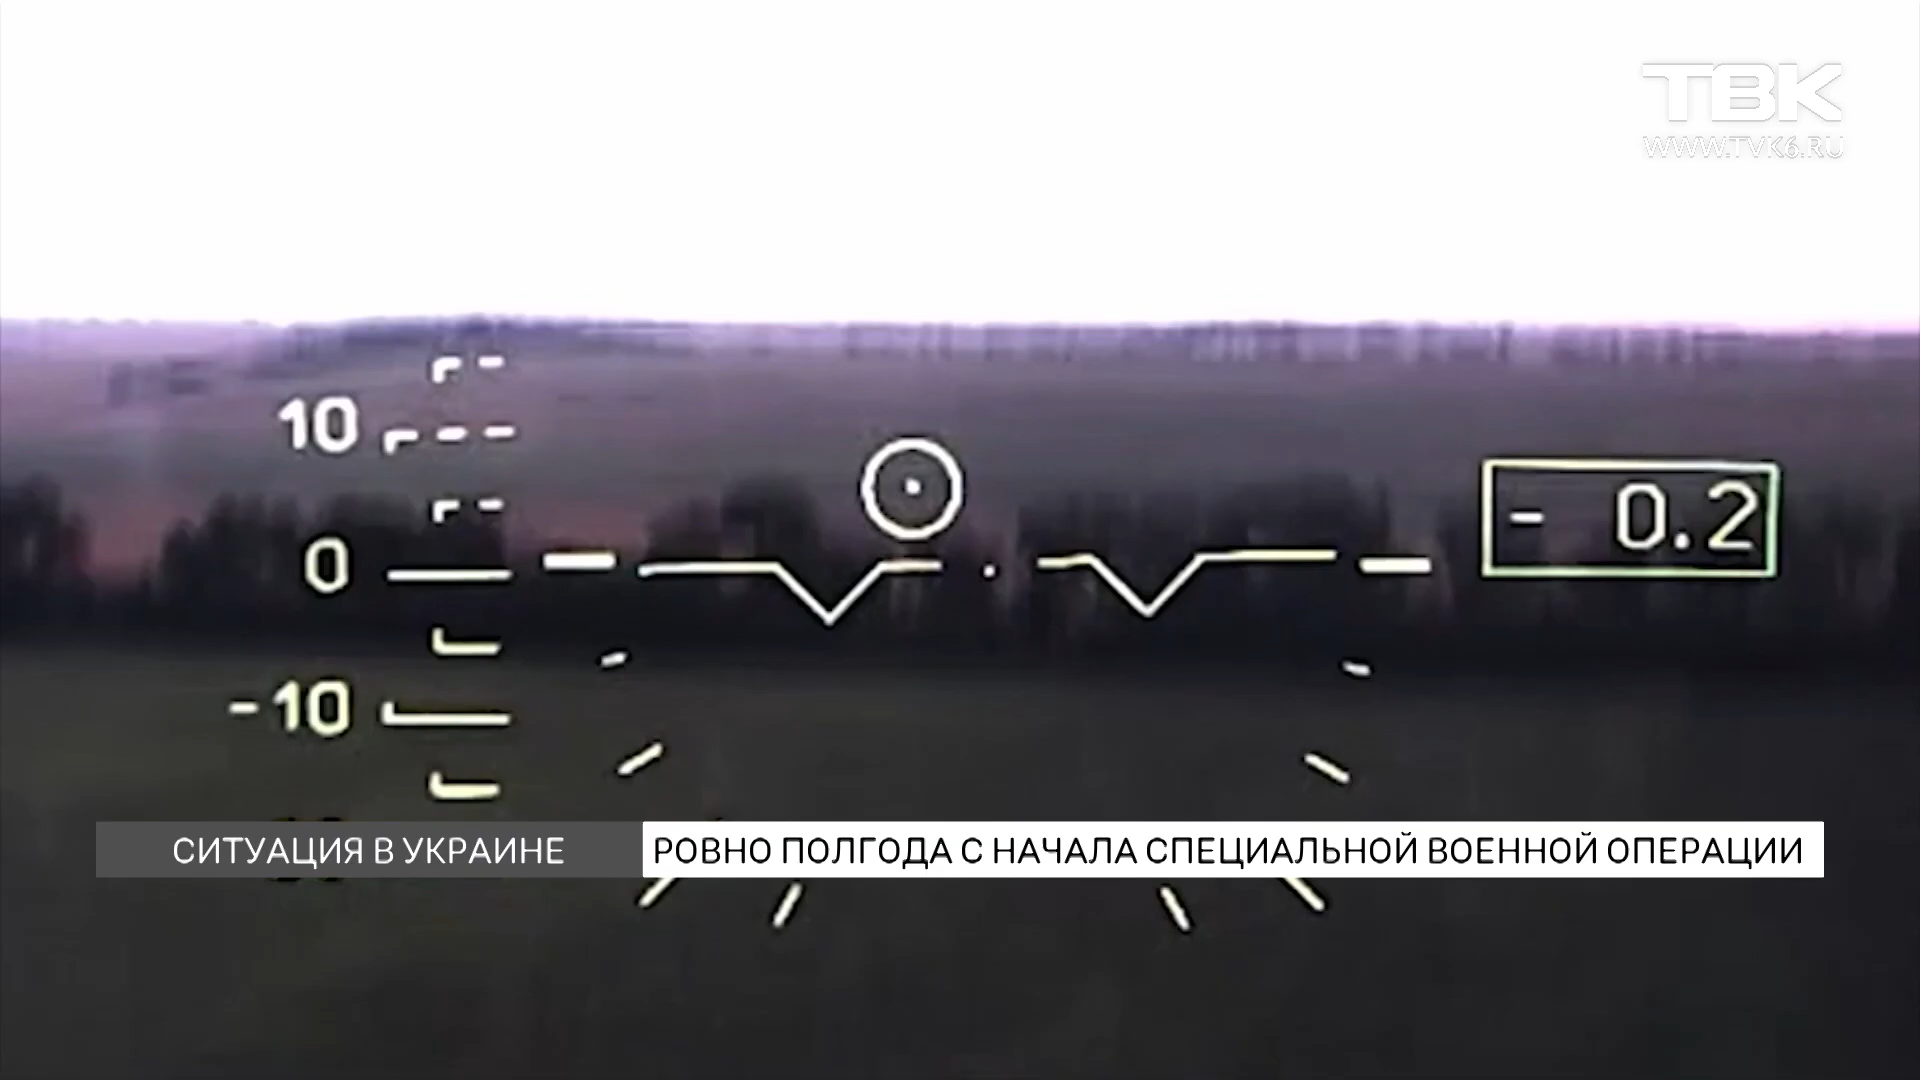 ТВК
WWW.TVK6.RU
10
0
- 0.2
-10
СИТУАЦИЯ В УКРАИНЕ
РОВНО ПОЛГОДА С НАЧАЛА СПЕЦИАЛЬНОЙ ВОЕННОЙ ОПЕРАЦИИ